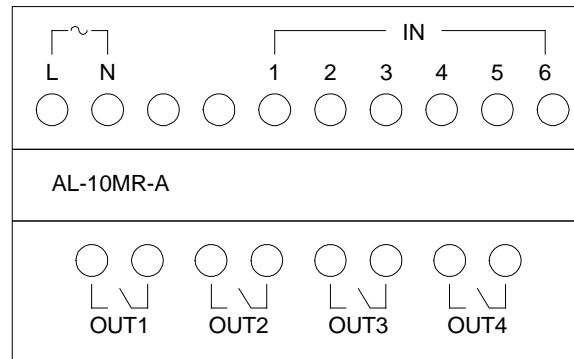 IN
L N 1 2 3 4 5 6
AL-10MR-A
OUT1 OUT2 OUT3 OUT4